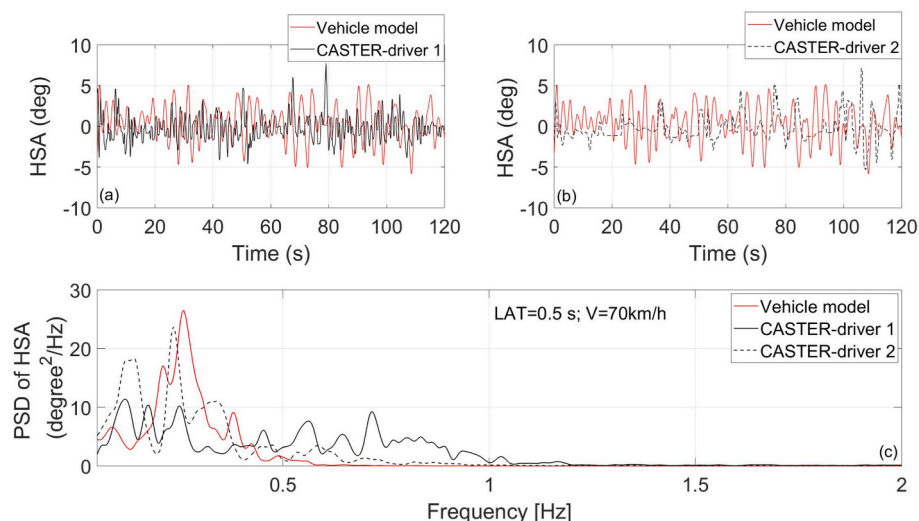 Vehicle model
CASTER-driver 1
10
5
0
-5
-10
HSA (deg)
(a)
0 20 40 60 80 100 120
Time (s)
Vehicle model
CASTER-driver 2
10
5
0
-5
-10
HSA (deg)
(b)
0 20 40 60 80 100 120
Time (s)
30
20
10
0
PSD of HSA
(degree²/Hz)
LAT=0.5 s; V=70km/h
Vehicle model
CASTER-driver 1
CASTER-driver 2
(c)
0.5 1 1.5 2
Frequency [Hz]